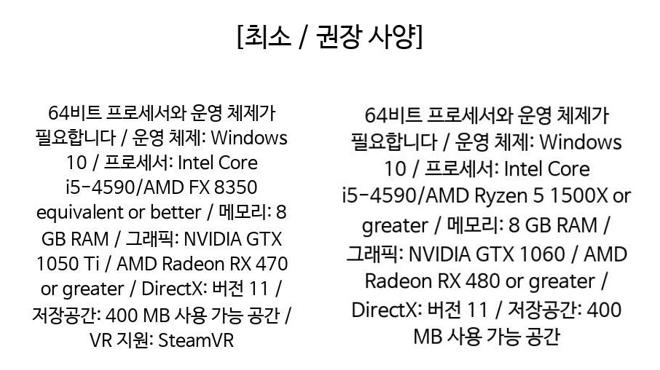 [최소 / 권장 사양]
64비트 프로세서와 운영 체제가
필요합니다 / 운영 체제: Windows
10 / 프로세서: Intel Core
i5-4590/AMD FX 8350
equivalent or better / 메모리: 8
GB RAM / 그래픽: NVIDIA GTX
1050 Ti / AMD Radeon RX 470
or greater / DirectX: 버전 11 /
저장공간: 400 MB 사용 가능 공간 /
VR 지원: SteamVR
64비트 프로세서와 운영 체제가
필요합니다 / 운영 체제: Windows
10 / 프로세서: Intel Core
i5-4590/AMD Ryzen 5 1500X or
greater / 메모리: 8 GB RAM /
그래픽: NVIDIA GTX 1060 / AMD
Radeon RX 480 or greater /
DirectX: 버전 11 / 저장공간: 400
MB 사용 가능 공간